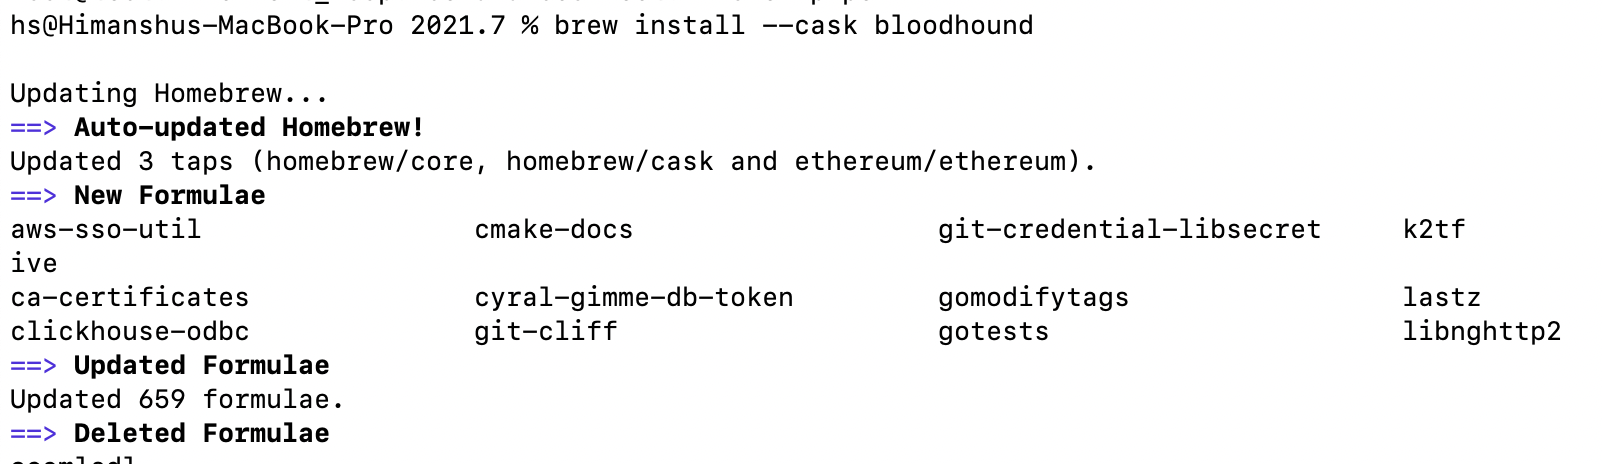 hs@Himanshus-MacBook-Pro 2021.7 % brew install --cask bloodhound
Updating Homebrew...
==> Auto-updated Homebrew!
Updated 3 taps (homebrew/core, homebrew/cask and ethereum/ethereum).
==> New Formulae
aws-sso-util cmake-docs git-credential-libsecret k2tf
ive
ca-certificates cyral-gimme-db-token gomodifytags lastz
clickhouse-odbc git-cliff gotests libnghttp2
==> Updated Formulae
Updated 659 formulae.
==> Deleted Formulae